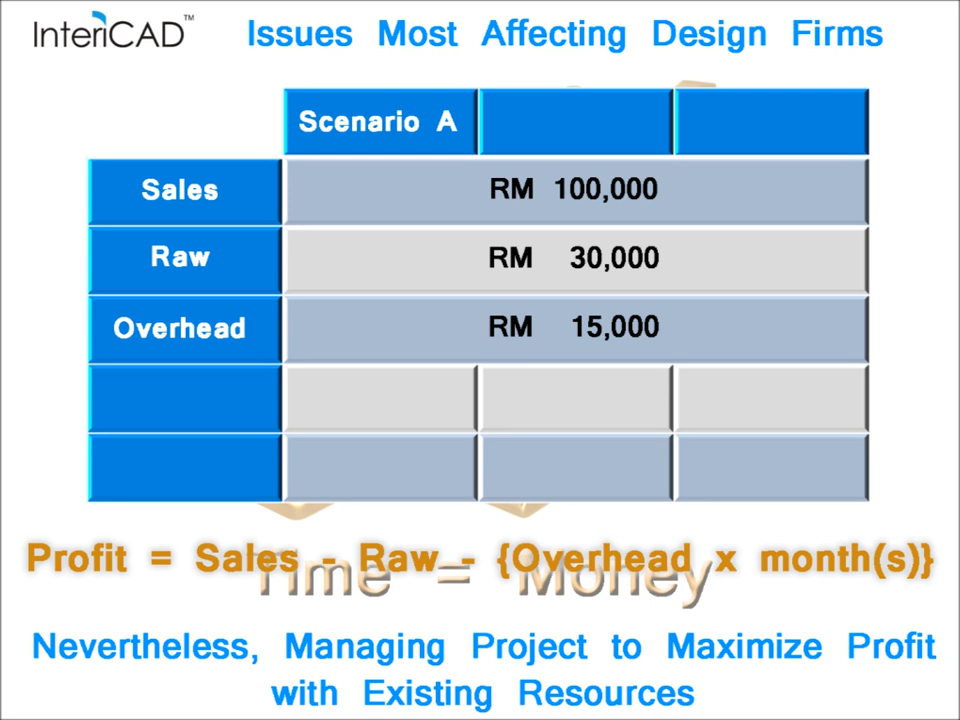 InteriCAD™
Issues Most Affecting Design Firms
Scenario A
Sales RM 100,000
Raw RM 30,000
Overhead RM 15,000
Profit = Sales - Raw - {Overhead x month(s)}
Time = Money
Nevertheless, Managing Project to Maximize Profit
with Existing Resources